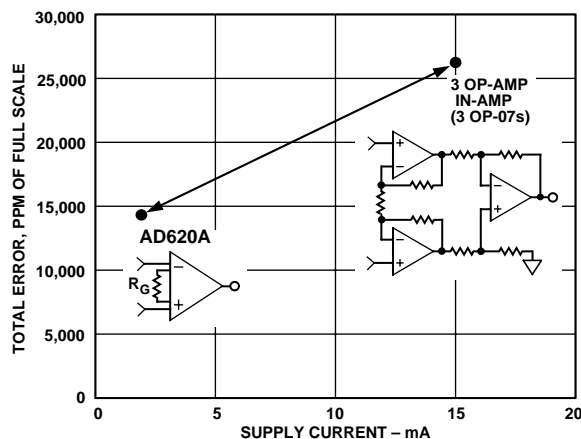 TOTAL ERROR, PPM OF FULL SCALE
30,000
25,000
20,000
15,000
10,000
5,000
0
3 OP-AMP
IN-AMP
(3 OP-07s)
+
−
−
+
−
+
AD620A
−
RG
+
0
5
10
15
20
SUPPLY CURRENT – mA